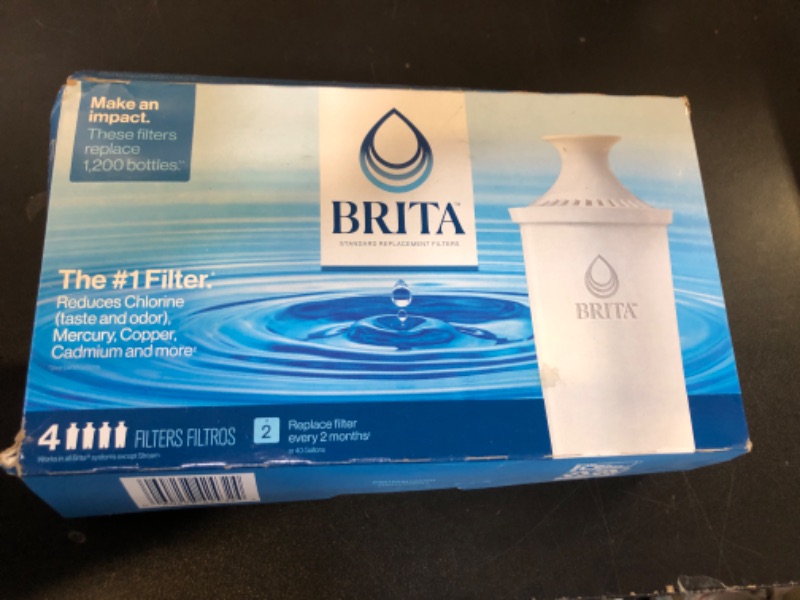 Make an
impact.
These filters
replace
1,200 bottles.**
BRITA™
STANDARD REPLACEMENT FILTERS
The #1 Filter.*
Reduces Chlorine
(taste and odor),
Mercury, Copper,
Cadmium and more‡
BRITA™
4 FILTERS FILTROS
2
Replace filter
every 2 months†
or 40 Gallons
Works in all Brita® systems except Stream